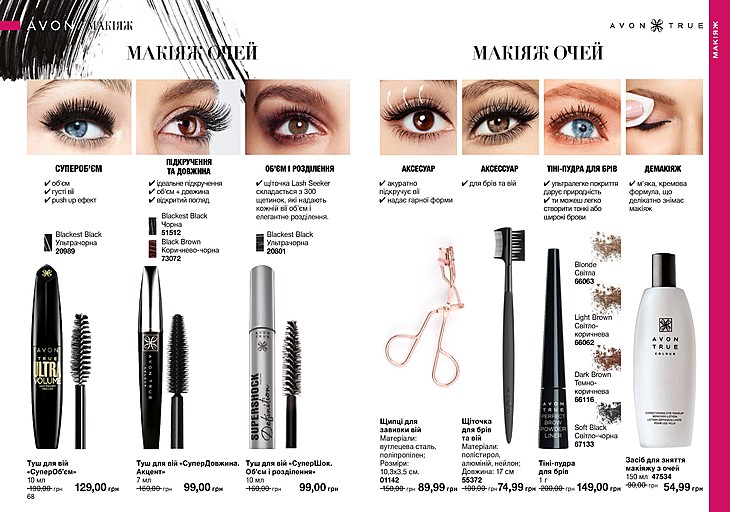 AVON МАКІЯЖ
МАКІЯЖ ОЧЕЙ
СУПЕРОБ'ЄМ
✔ об'єм
✔ густі вії
✔ push up ефект
Blackest Black
Ультрачорна
20989
AVON
TRUE
ULTRA
VOLUME
Туш для вій
«СуперОб'єм»
10 мл
210,00 грн 129,00 грн
68
ПІДКРУЧЕННЯ
ТА ДОВЖИНА
✔ ідеальне підкручення
✔ об'єм + довжина
✔ відкритий погляд
Blackest Black
Чорна
51512
Black Brown
Коричнево-чорна
73072
AVON
EXTREME
Туш для вій «СуперДовжина.
Акцент»
7 мл
160,00 грн 99,00 грн
ОБ'ЄМ І РОЗДІЛЕННЯ
✔ щіточка Lash Seeker
складається з 300
щетинок, які надають
кожній вії об'єм і
елегантне розділення.
Blackest Black
Ультрачорна
20801
AVON
SUPERSHOCK
Definition
Туш для вій «СуперШок.
Об'єм і розділення»
10 мл
160,00 грн 99,00 грн
AVON TRUE
МАКІЯЖ
МАКІЯЖ ОЧЕЙ
АКСЕСУАР
✔ акуратно
підкручує вії
✔ надає гарної форми
Щипці для
завивки вій
Матеріали:
вуглецева сталь,
поліпропілен;
Розміри:
10,3х3,5 см.
01142
150,00 грн 89,99 грн
АКСЕССУАР
✔ для брів та вій
Щіточка
для брів
та вій
Матеріали:
полістирол,
алюміній, нейлон;
Довжина: 17 см
55372
100,00 грн 74,99 грн
ТІНІ-ПУДРА ДЛЯ БРІВ
✔ ультралегке покриття
дарує природність
✔ ти можеш легко
створити тонкі або
широкі брови
Blonde
Світла
66063
Light Brown
Світло-
коричнева
66062
Dark Brown
Темно-
коричнева
66116
Soft Black
Світло-чорна
67133
AVON
TRUE
PERFECT
BROW
POWDER
LINER
Тіні-пудра
для брів
1 г
200,00 грн 149,00 грн
ДЕМАКІЯЖ
✔ м'яка, кремова
формула, що
делікатно знімає
макіяж
AVON
TRUE
COLOUR
CONDITIONING EYE MAKEUP
REMOVER LOTION
Засіб для зняття
макіяжу з очей
150 мл 47534
90,00 грн 54,99 грн